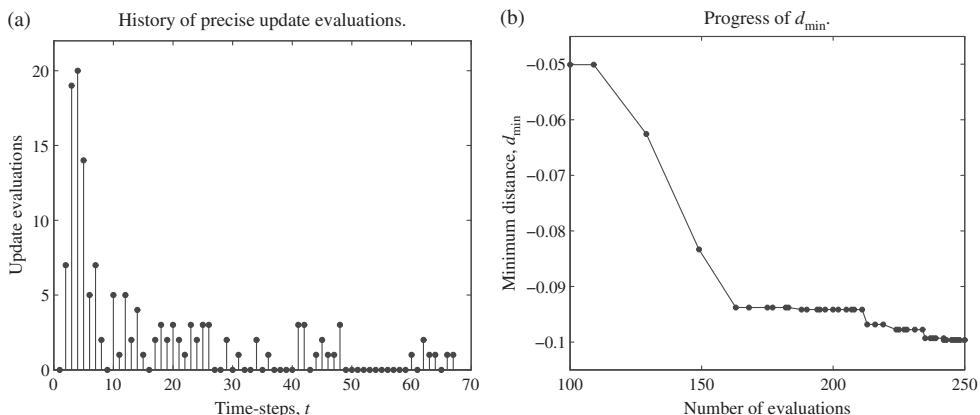 (a)
History of precise update evaluations.
20
15
10
5
0
Update evaluations
0 10 20 30 40 50 60 70
Time-steps, t
(b)
Progress of d_min.
−0.05
−0.06
−0.07
−0.08
−0.09
−0.1
Minimum distance, d_min
100 150 200 250
Number of evaluations